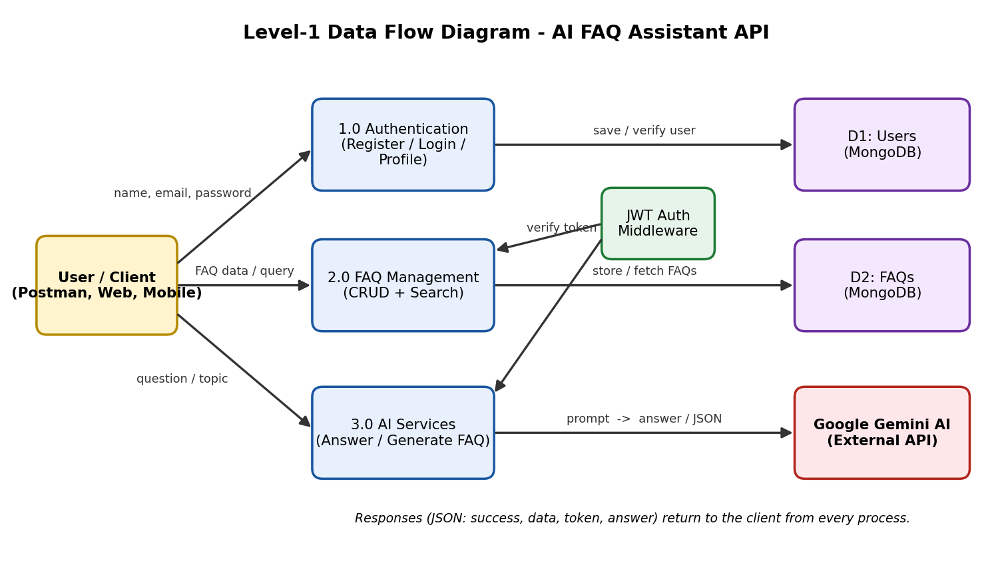 Level-1 Data Flow Diagram - AI FAQ Assistant API
1.0 Authentication
(Register / Login /
Profile)
save / verify user
D1: Users
(MongoDB)
name, email, password
JWT Auth
Middleware
verify token
User / Client
(Postman, Web, Mobile)
FAQ data / query
2.0 FAQ Management
(CRUD + Search)
store / fetch FAQs
D2: FAQs
(MongoDB)
question / topic
3.0 AI Services
(Answer / Generate FAQ)
prompt  ->  answer / JSON
Google Gemini AI
(External API)
Responses (JSON: success, data, token, answer) return to the client from every process.